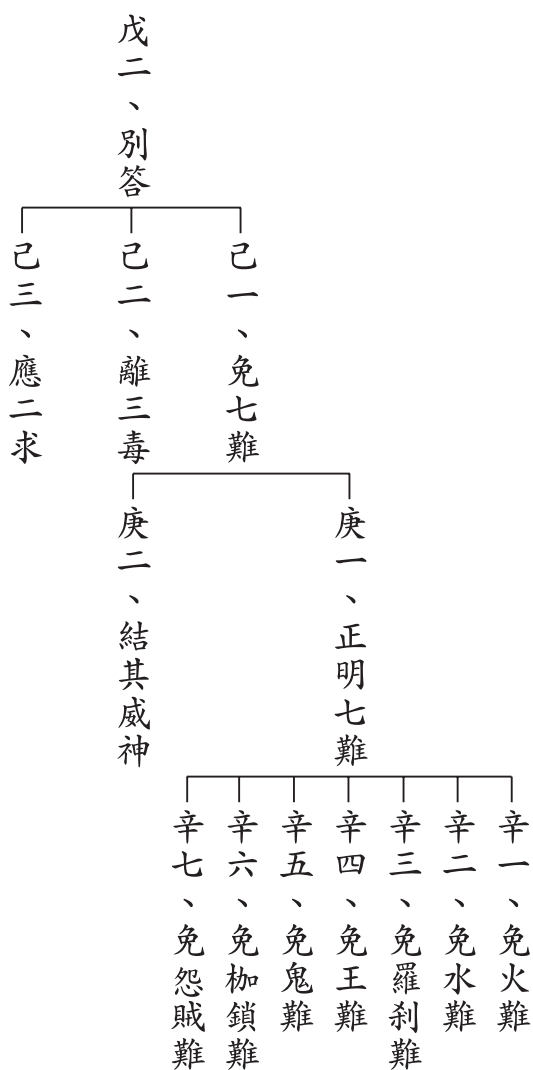 戊二、別答
己一、免七難
己二、離三毒
己三、應二求
庚一、正明七難
庚二、結其威神
辛一、免火難
辛二、免水難
辛三、免羅剎難
辛四、免王難
辛五、免鬼難
辛六、免枷鎖難
辛七、免怨賊難